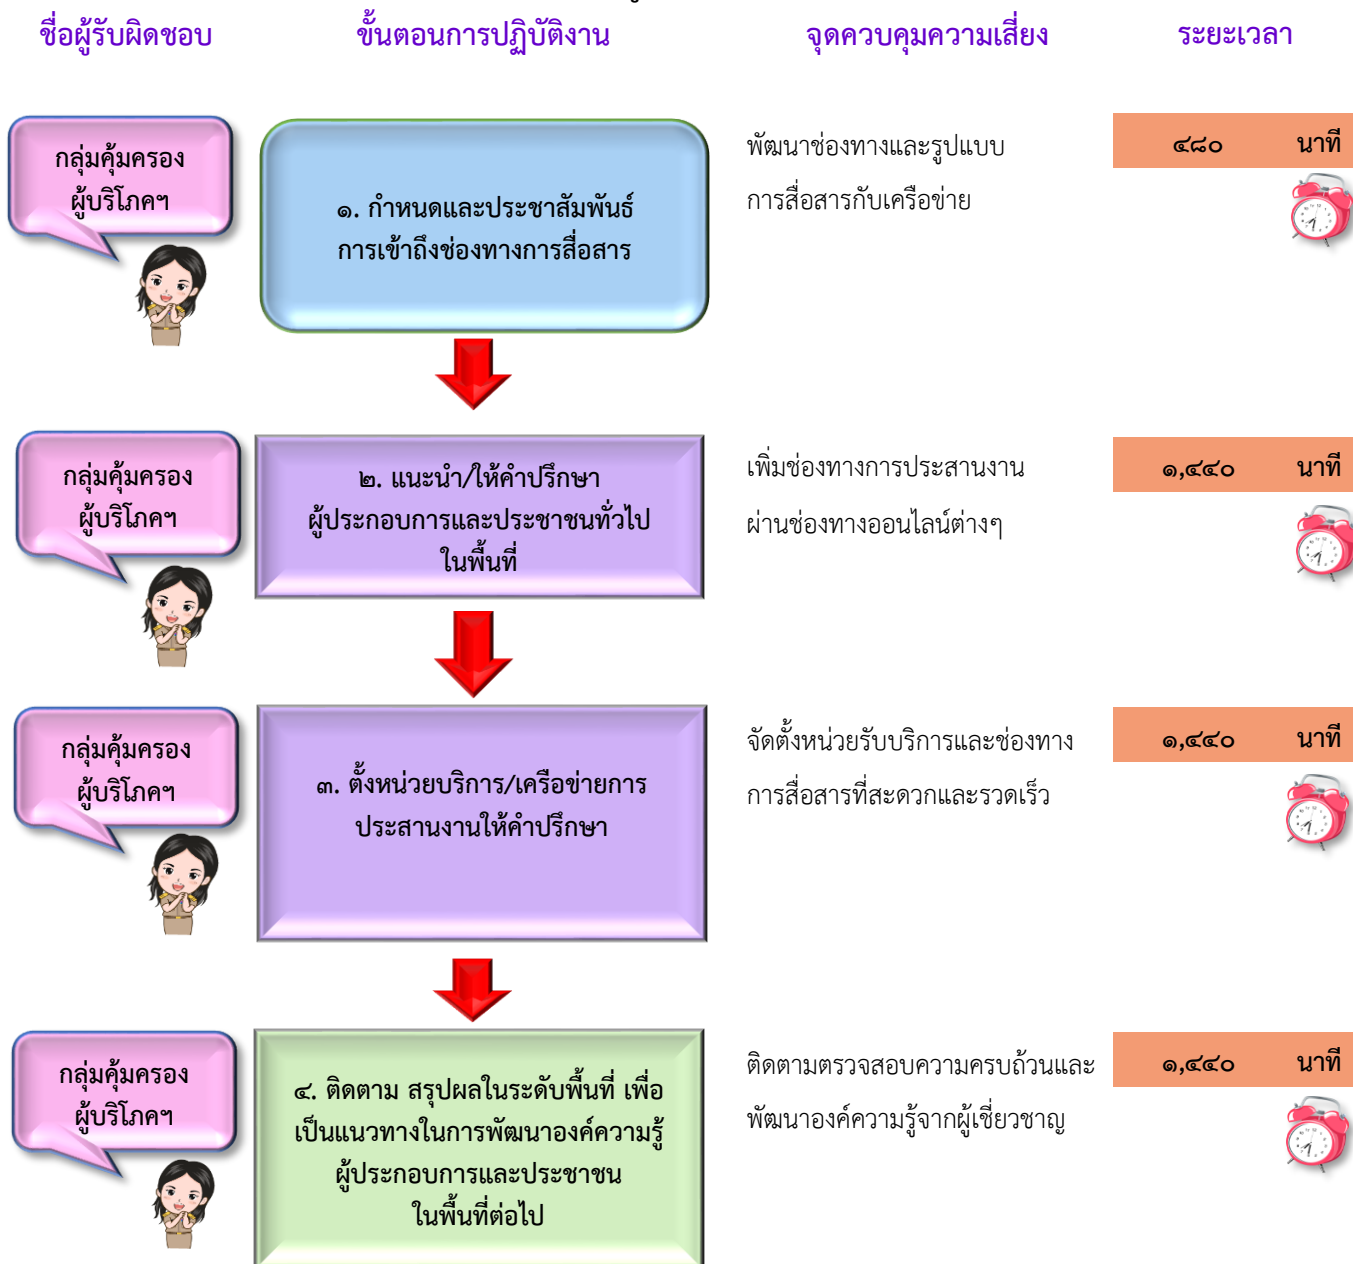 ชื่อผู้รับผิดชอบ ขั้นตอนการปฏิบัติงาน จุดควบคุมความเสี่ยง ระยะเวลา
กลุ่มคุ้มครอง
ผู้บริโภคฯ
๑. กำหนดและประชาสัมพันธ์
การเข้าถึงช่องทางการสื่อสาร
พัฒนาช่องทางและรูปแบบ
การสื่อสารกับเครือข่าย
๔๘๐ นาที
กลุ่มคุ้มครอง
ผู้บริโภคฯ
๒. แนะนำ/ให้คำปรึกษา
ผู้ประกอบการและประชาชนทั่วไป
ในพื้นที่
เพิ่มช่องทางการประสานงาน
ผ่านช่องทางออนไลน์ต่างๆ
๑,๔๔๐ นาที
กลุ่มคุ้มครอง
ผู้บริโภคฯ
๓. ตั้งหน่วยบริการ/เครือข่ายการ
ประสานงานให้คำปรึกษา
จัดตั้งหน่วยรับบริการและช่องทาง
การสื่อสารที่สะดวกและรวดเร็ว
๑,๔๔๐ นาที
กลุ่มคุ้มครอง
ผู้บริโภคฯ
๔. ติดตาม สรุปผลในระดับพื้นที่ เพื่อ
เป็นแนวทางในการพัฒนาองค์ความรู้
ผู้ประกอบการและประชาชน
ในพื้นที่ต่อไป
ติดตามตรวจสอบความครบถ้วนและ
พัฒนาองค์ความรู้จากผู้เชี่ยวชาญ
๑,๔๔๐ นาที